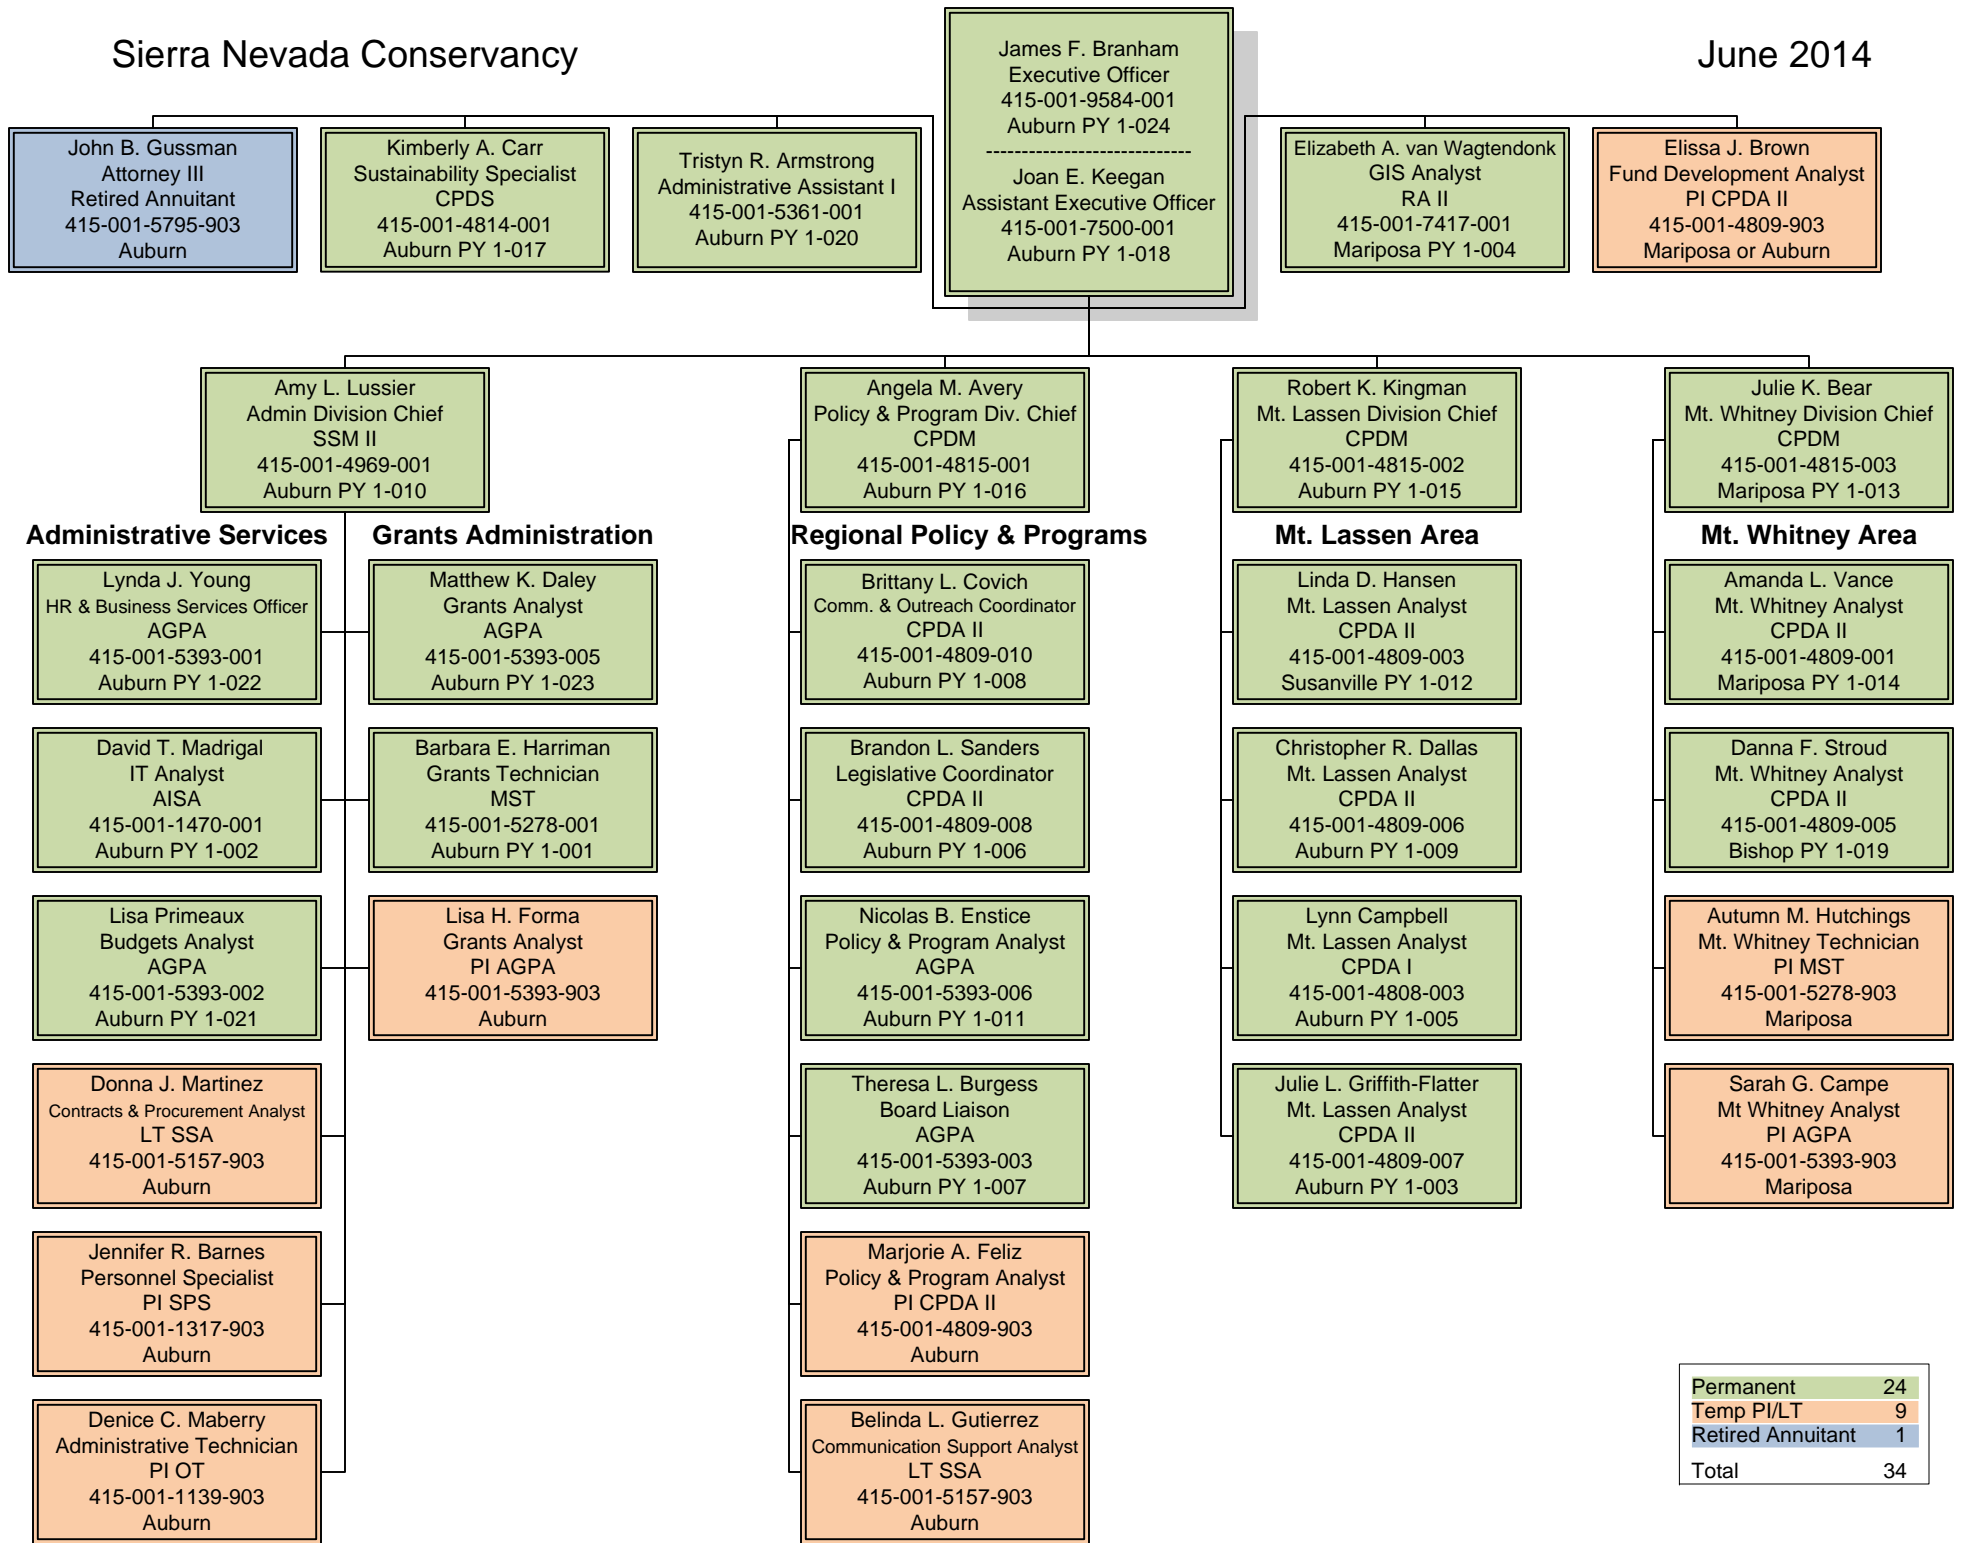 Sierra Nevada Conservancy
June 2014
James F. Branham
Executive Officer
415-001-9584-001
Auburn PY 1-024
-----------------------------
Joan E. Keegan
Assistant Executive Officer
415-001-7500-001
Auburn PY 1-018
John B. Gussman
Attorney III
Retired Annuitant
415-001-5795-903
Auburn
Kimberly A. Carr
Sustainability Specialist
CPDS
415-001-4814-001
Auburn PY 1-017
Tristyn R. Armstrong
Administrative Assistant I
415-001-5361-001
Auburn PY 1-020
Elizabeth A. van Wagtendonk
GIS Analyst
RA II
415-001-7417-001
Mariposa PY 1-004
Elissa J. Brown
Fund Development Analyst
PI CPDA II
415-001-4809-903
Mariposa or Auburn
Amy L. Lussier
Admin Division Chief
SSM II
415-001-4969-001
Auburn PY 1-010
Angela M. Avery
Policy & Program Div. Chief
CPDM
415-001-4815-001
Auburn PY 1-016
Robert K. Kingman
Mt. Lassen Division Chief
CPDM
415-001-4815-002
Auburn PY 1-015
Julie K. Bear
Mt. Whitney Division Chief
CPDM
415-001-4815-003
Mariposa PY 1-013
Administrative Services
Lynda J. Young
HR & Business Services Officer
AGPA
415-001-5393-001
Auburn PY 1-022
David T. Madrigal
IT Analyst
AISA
415-001-1470-001
Auburn PY 1-002
Lisa Primeaux
Budgets Analyst
AGPA
415-001-5393-002
Auburn PY 1-021
Donna J. Martinez
Contracts & Procurement Analyst
LT SSA
415-001-5157-903
Auburn
Jennifer R. Barnes
Personnel Specialist
PI SPS
415-001-1317-903
Auburn
Denice C. Maberry
Administrative Technician
PI OT
415-001-1139-903
Auburn
Grants Administration
Matthew K. Daley
Grants Analyst
AGPA
415-001-5393-005
Auburn PY 1-023
Barbara E. Harriman
Grants Technician
MST
415-001-5278-001
Auburn PY 1-001
Lisa H. Forma
Grants Analyst
PI AGPA
415-001-5393-903
Auburn
Regional Policy & Programs
Brittany L. Covich
Comm. & Outreach Coordinator
CPDA II
415-001-4809-010
Auburn PY 1-008
Brandon L. Sanders
Legislative Coordinator
CPDA II
415-001-4809-008
Auburn PY 1-006
Nicolas B. Enstice
Policy & Program Analyst
AGPA
415-001-5393-006
Auburn PY 1-011
Theresa L. Burgess
Board Liaison
AGPA
415-001-5393-003
Auburn PY 1-007
Marjorie A. Feliz
Policy & Program Analyst
PI CPDA II
415-001-4809-903
Auburn
Belinda L. Gutierrez
Communication Support Analyst
LT SSA
415-001-5157-903
Auburn
Mt. Lassen Area
Linda D. Hansen
Mt. Lassen Analyst
CPDA II
415-001-4809-003
Susanville PY 1-012
Christopher R. Dallas
Mt. Lassen Analyst
CPDA II
415-001-4809-006
Auburn PY 1-009
Lynn Campbell
Mt. Lassen Analyst
CPDA I
415-001-4808-003
Auburn PY 1-005
Julie L. Griffith-Flatter
Mt. Lassen Analyst
CPDA II
415-001-4809-007
Auburn PY 1-003
Mt. Whitney Area
Amanda L. Vance
Mt. Whitney Analyst
CPDA II
415-001-4809-001
Mariposa PY 1-014
Danna F. Stroud
Mt. Whitney Analyst
CPDA II
415-001-4809-005
Bishop PY 1-019
Autumn M. Hutchings
Mt. Whitney Technician
PI MST
415-001-5278-903
Mariposa
Sarah G. Campe
Mt Whitney Analyst
PI AGPA
415-001-5393-903
Mariposa
Permanent 24
Temp PI/LT 9
Retired Annuitant 1
Total 34